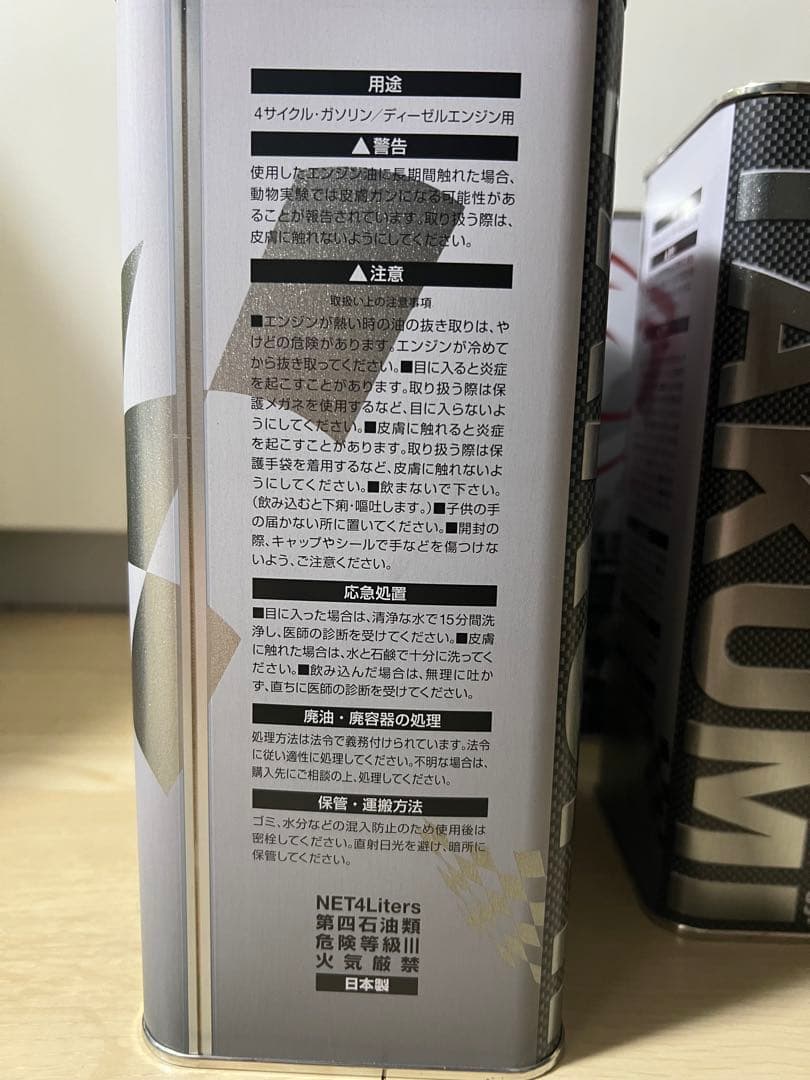 用途
4サイクル・ガソリン/ディーゼルエンジン用
▲警告
使用したエンジン油に長期間触れた場合、
動物実験では皮膚ガンになる可能性があ
ることが報告されています。取り扱う際は、
皮膚に触れないようにしてください。
▲注意
取扱い上の注意事項
■エンジンが熱い時の油の抜き取りは、や
けどの危険があります。エンジンが冷めて
から抜き取ってください。■目に入ると炎症
を起こすことがあります。取り扱う際は保
護メガネを使用するなど、目に入らないよ
うにしてください。■皮膚に触れると炎症
を起こすことがあります。取り扱う際は保
護手袋を着用するなど、皮膚に触れないよ
うにしてください。■飲まないで下さい。
(飲み込むと下痢・嘔吐します。)■子供の手
の届かない所に置いてください。■開封の
際、キャップやシールで手などを傷つけな
いよう、ご注意ください。
応急処置
■目に入った場合は、清浄な水で15分間洗
浄し、医師の診断を受けてください。■皮膚
に触れた場合は、水と石鹸で十分に洗ってく
ださい。■飲み込んだ場合は、無理に吐か
ず、直ちに医師の診断を受けてください。
廃油・廃容器の処理
処理方法は法令で義務付けられています。法令
に従い適性に処理してください。不明な場合は、
購入先にご相談の上、処理してください。
保管・運搬方法
ゴミ、水分などの混入防止のため使用後は
密栓してください。直射日光を避け、暗所に
保管してください。
NET4Liters
第四石油類
危険等級III
火気厳禁
日本製
TAKUMI